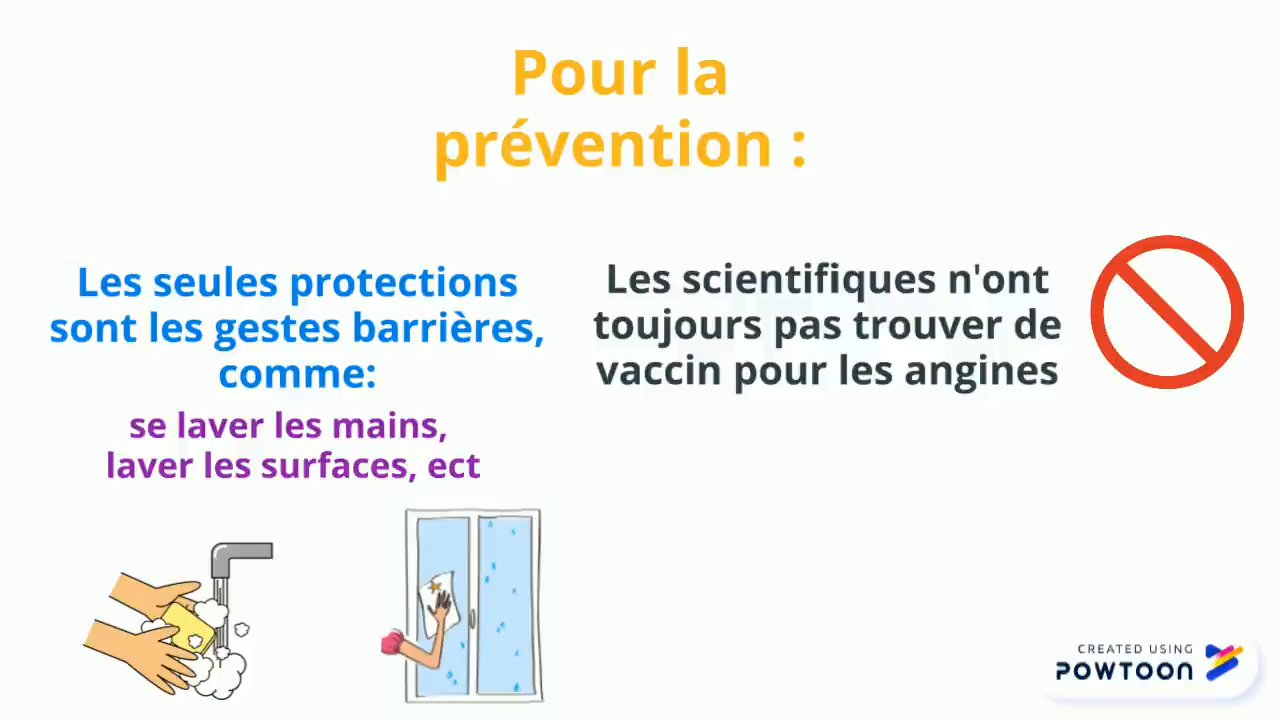 Pour la
prévention :
Les seules protections
sont les gestes barrières,
comme:
se laver les mains,
laver les surfaces, ect
Les scientifiques n'ont
toujours pas trouver de
vaccin pour les angines
CREATED USING
POWTOON